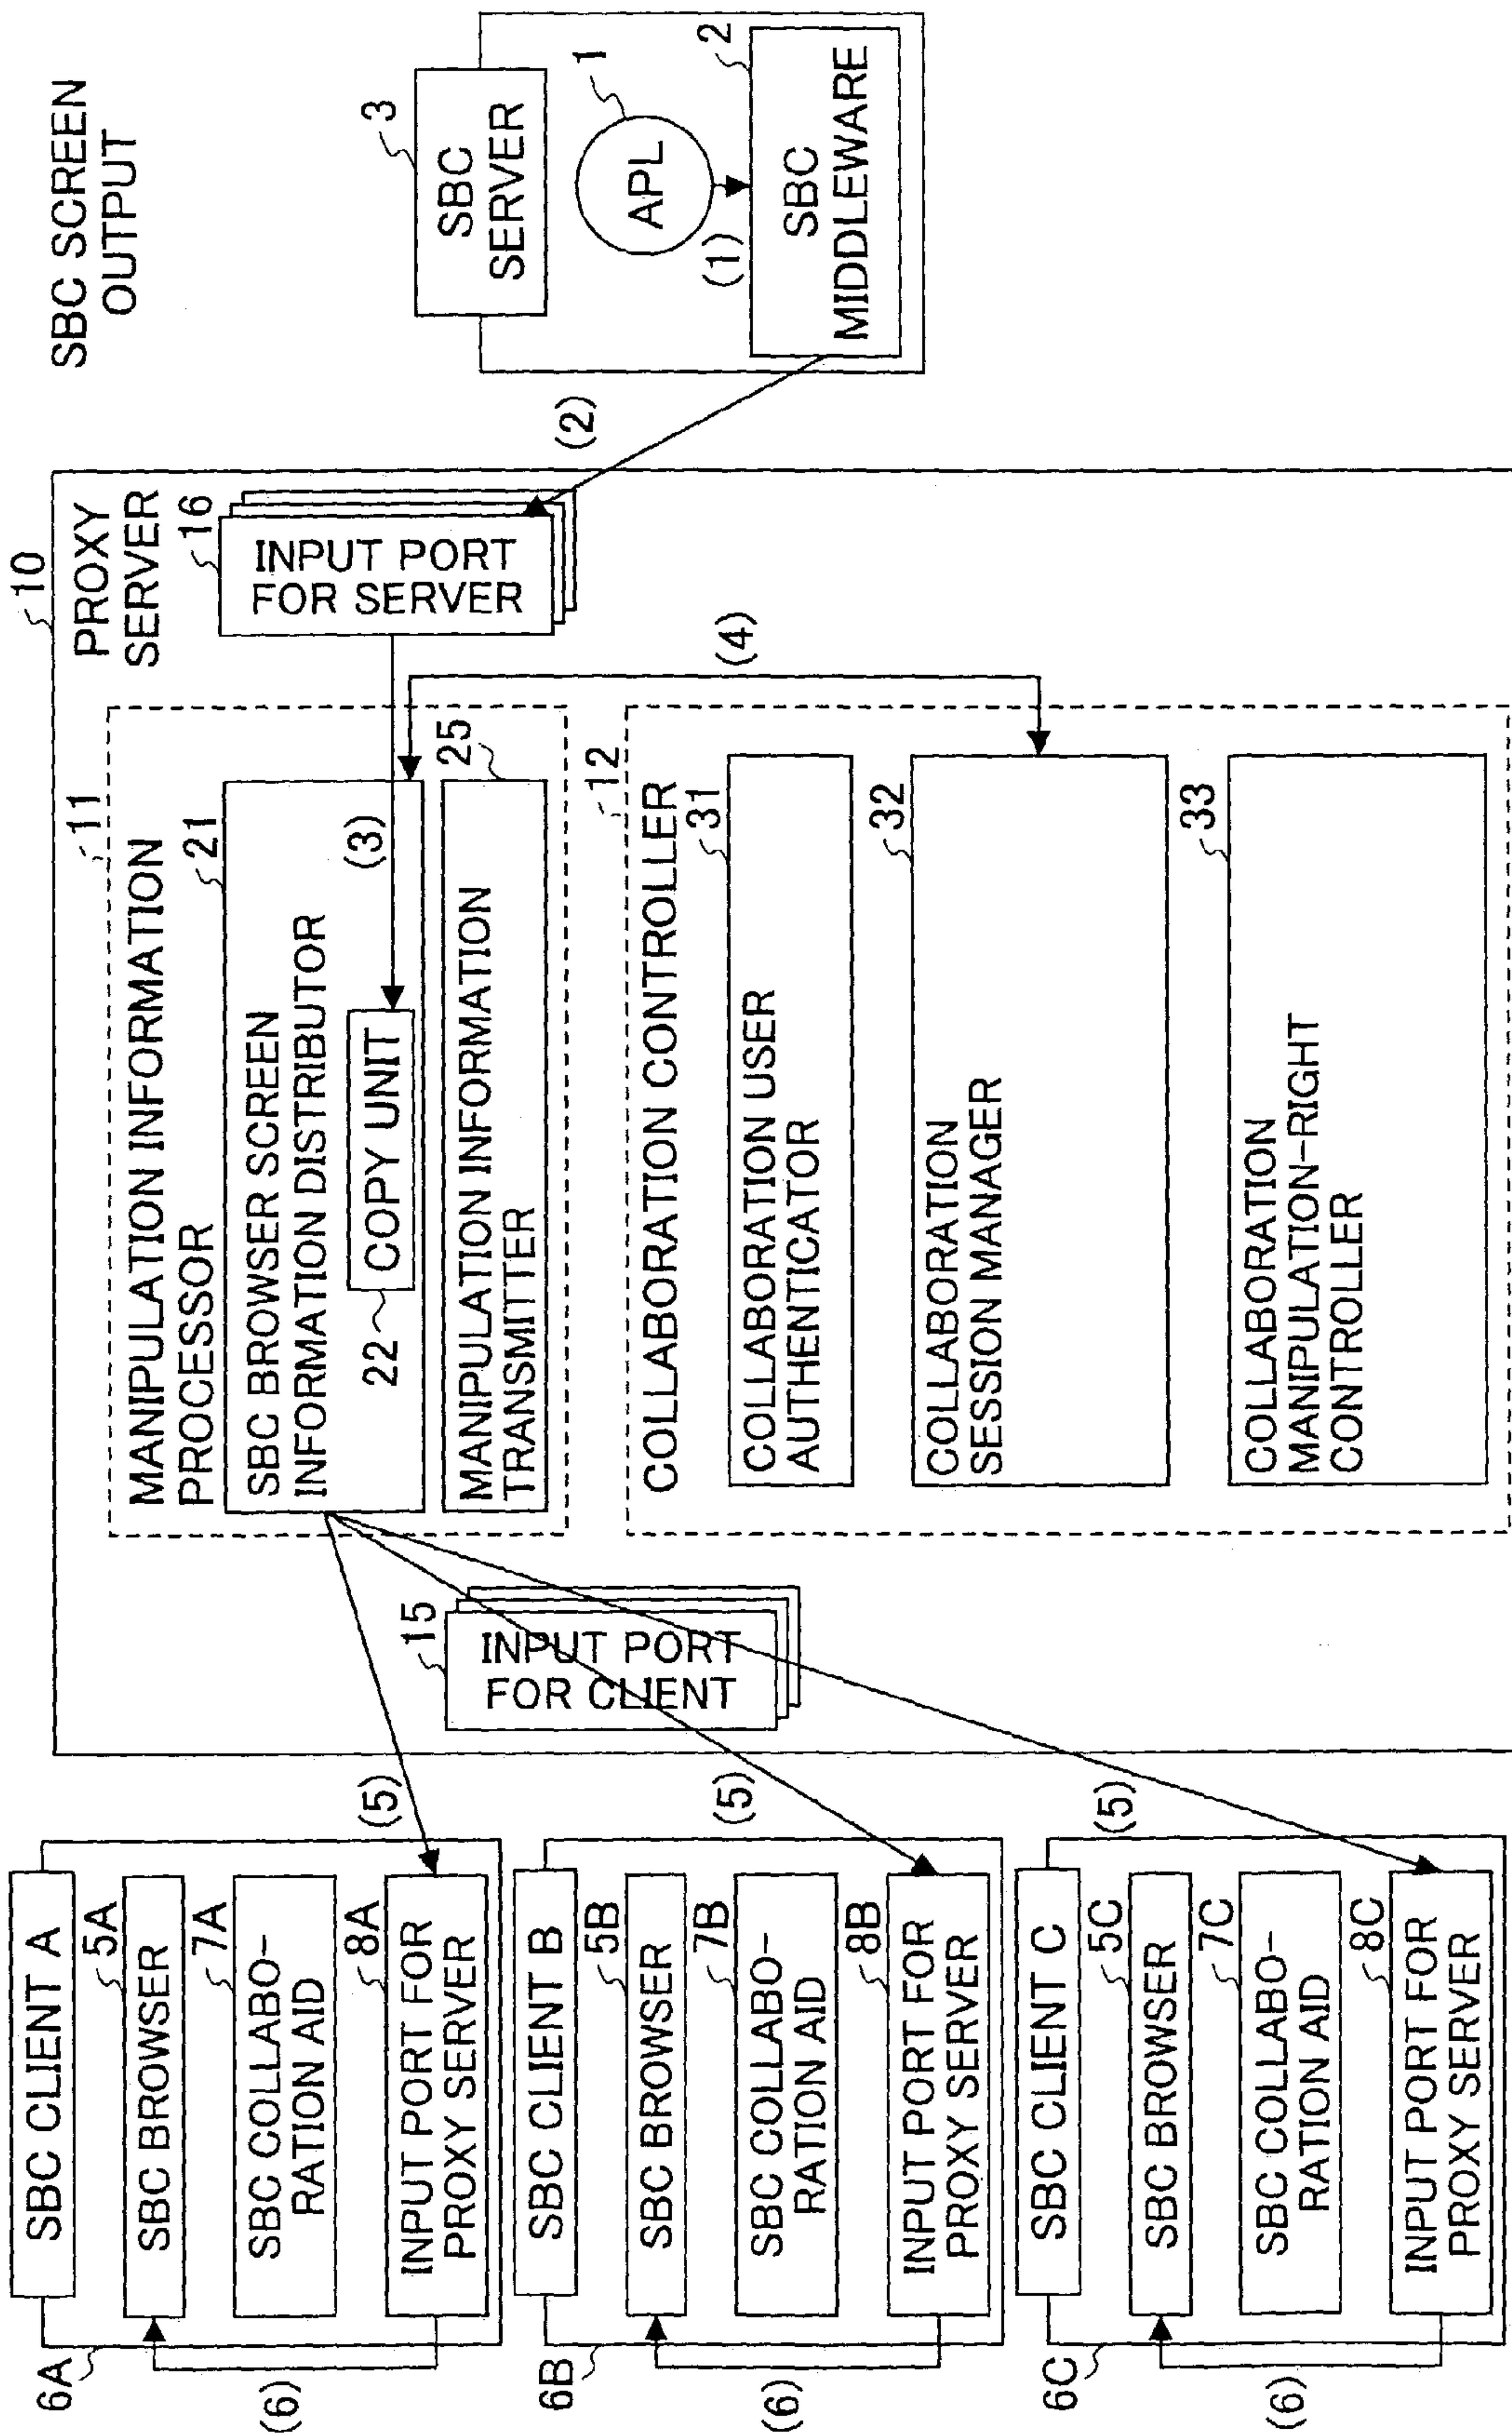 SBC CLIENT A
6A
5A
SBC BROWSER
7A
SBC COLLABO-
RATION AID
8A
INPUT PORT FOR
PROXY SERVER
(5)
(6)
SBC CLIENT B
6B
5B
SBC BROWSER
7B
SBC COLLABO-
RATION AID
8B
INPUT PORT FOR
PROXY SERVER
(5)
(6)
SBC CLIENT C
6C
5C
SBC BROWSER
7C
SBC COLLABO-
RATION AID
8C
INPUT PORT FOR
PROXY SERVER
(5)
(6)
10
PROXY
SERVER
15
INPUT PORT
FOR CLIENT
11
MANIPULATION INFORMATION
PROCESSOR
21
SBC BROWSER SCREEN
INFORMATION DISTRIBUTOR
22
COPY UNIT
(3)
25
MANIPULATION INFORMATION
TRANSMITTER
12
COLLABORATION CONTROLLER
31
COLLABORATION USER
AUTHENTICATOR
32
COLLABORATION
SESSION MANAGER
33
COLLABORATION
MANIPULATION-RIGHT
CONTROLLER
(4)
16
INPUT PORT
FOR SERVER
(2)
SBC SCREEN
OUTPUT
3
SBC
SERVER
1
APL
(1)
2
SBC
MIDDLEWARE